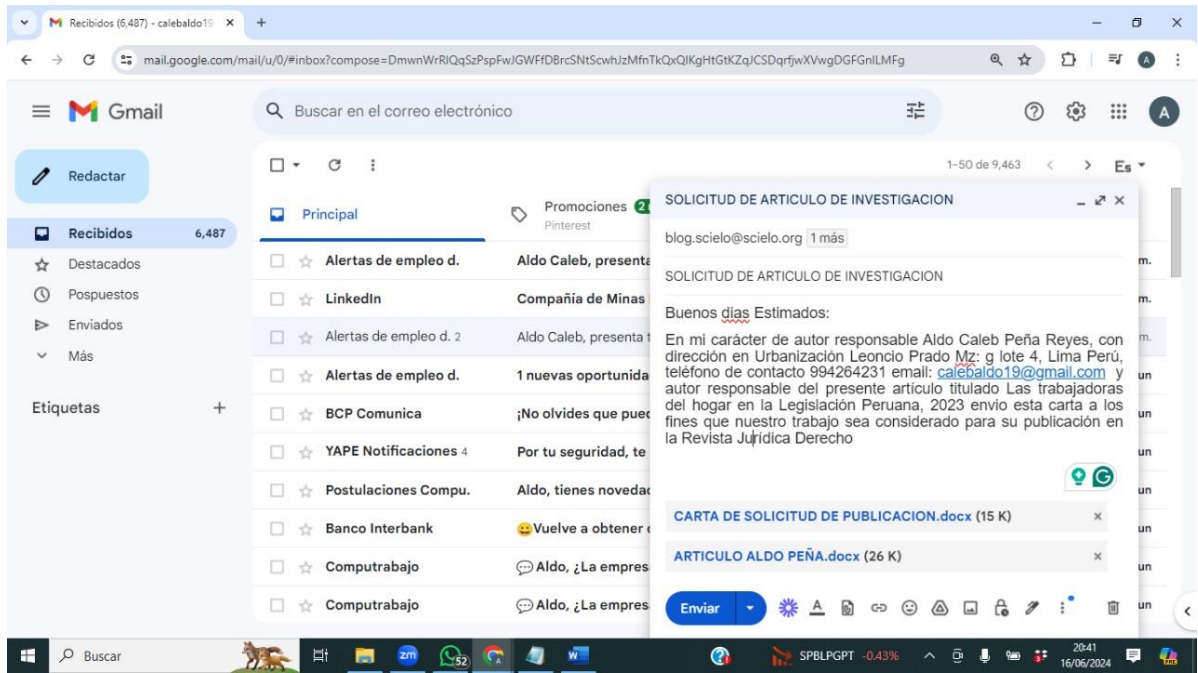 Recibidos (6,487) - calebaldo19
mail.google.com/mail/u/0/#inbox?compose=DmwnWrRIQqSzPspFwJGWFfDBrcSNtScwhJzMfnTkQxQlKgHtGtKZqJCSDqrfjwXVwgDGFGnlLMFg
A
Gmail
Buscar en el correo electrónico
A
Redactar
1-50 de 9,463
Es
Principal
Promociones
Pinterest
Recibidos 6,487
Destacados
Pospuestos
Enviados
Más
Etiquetas
Alertas de empleo d. Aldo Caleb, presenta m.
LinkedIn Compañía de Minas m.
Alertas de empleo d. 2 Aldo Caleb, presenta t m.
Alertas de empleo d. 1 nuevas oportunida un
BCP Comunica ¡No olvides que pued un
YAPE Notificaciones 4 Por tu seguridad, te un
Postulaciones Compu. Aldo, tienes novedad un
Banco Interbank Vuelve a obtener un
Computrabajo Aldo, ¿La empres un
Computrabajo Aldo, ¿La empres un
SOLICITUD DE ARTICULO DE INVESTIGACION
blog.scielo@scielo.org 1 más
SOLICITUD DE ARTICULO DE INVESTIGACION
Buenos dias Estimados:
En mi carácter de autor responsable Aldo Caleb Peña Reyes, con
dirección en Urbanización Leoncio Prado Mz: g lote 4, Lima Perú,
teléfono de contacto 994264231 email: calebaldo19@gmail.com y
autor responsable del presente artículo titulado Las trabajadoras
del hogar en la Legislación Peruana, 2023 envio esta carta a los
fines que nuestro trabajo sea considerado para su publicación en
la Revista Jurídica Derecho
CARTA DE SOLICITUD DE PUBLICACION.docx (15 K)
ARTICULO ALDO PEÑA.docx (26 K)
Enviar
Buscar
zm
52
SPBLPGPT -0.43%
20:41
16/06/2024